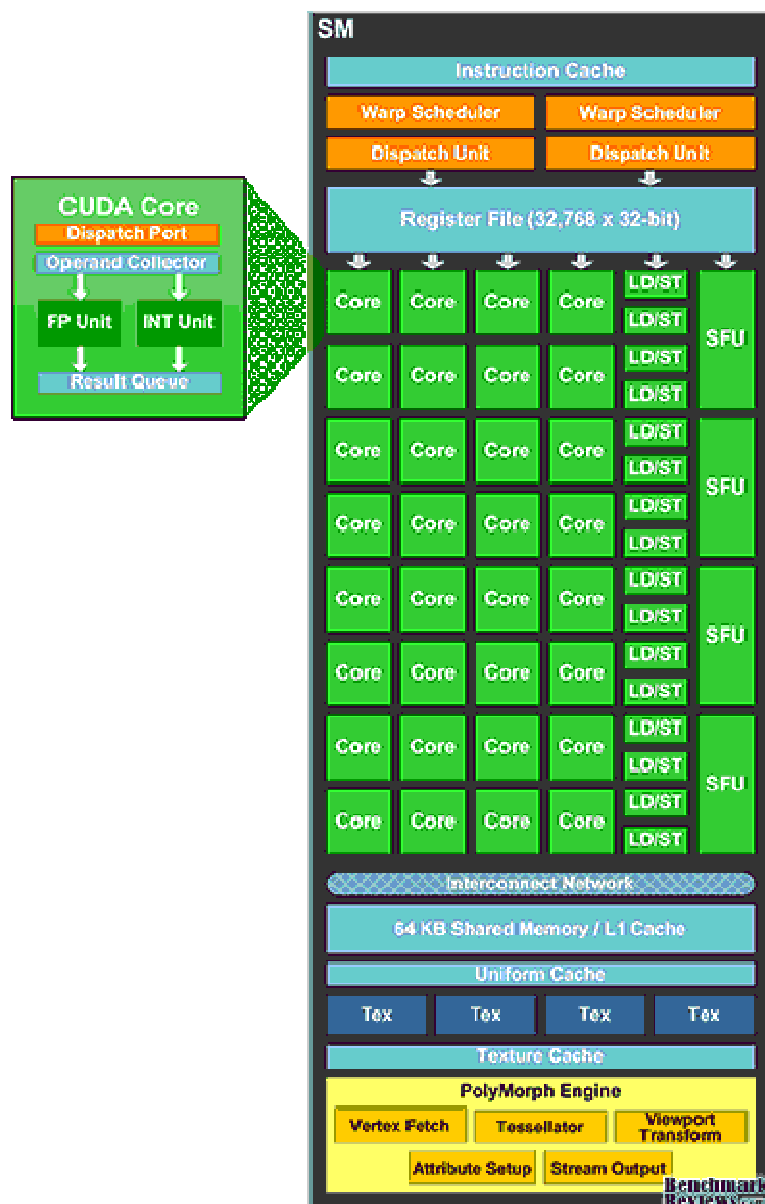 SM
Instruction Cache
Warp Scheduler Warp Scheduler
Dispatch Unit Dispatch Unit
Register File (32,768 x 32-bit)
CUDA Core
Dispatch Port
Operand Collector
FP Unit INT Unit
Result Queue
Core Core Core Core LD/ST
LD/ST
SFU
Core Core Core Core LD/ST
LD/ST
Core Core Core Core LD/ST
LD/ST
SFU
Core Core Core Core LD/ST
LD/ST
Core Core Core Core LD/ST
LD/ST
SFU
Core Core Core Core LD/ST
LD/ST
Core Core Core Core LD/ST
LD/ST
SFU
Core Core Core Core LD/ST
LD/ST
Interconnect Network
64 KB Shared Memory / L1 Cache
Uniform Cache
Tex Tex Tex Tex
Texture Cache
PolyMorph Engine
Vertex Fetch Tessellator Viewport
Transform
Attribute Setup Stream Output
Benchmark
Reviews